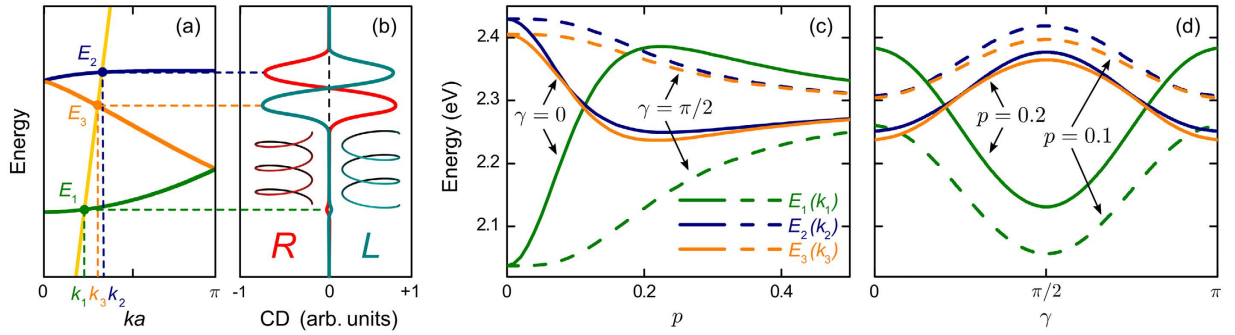 (a)
Energy
E₂
E₃
E₁
0
π
k₁ k₃ k₂
ka
(b)
R
L
-1
0
+1
CD (arb. units)
(c)
2.4
2.3
2.2
2.1
Energy (eV)
γ = 0
γ = π/2
E₁(k₁)
E₂(k₂)
E₃(k₃)
0
0.2
0.4
p
(d)
p = 0.2
p = 0.1
0
π/2
π
γ